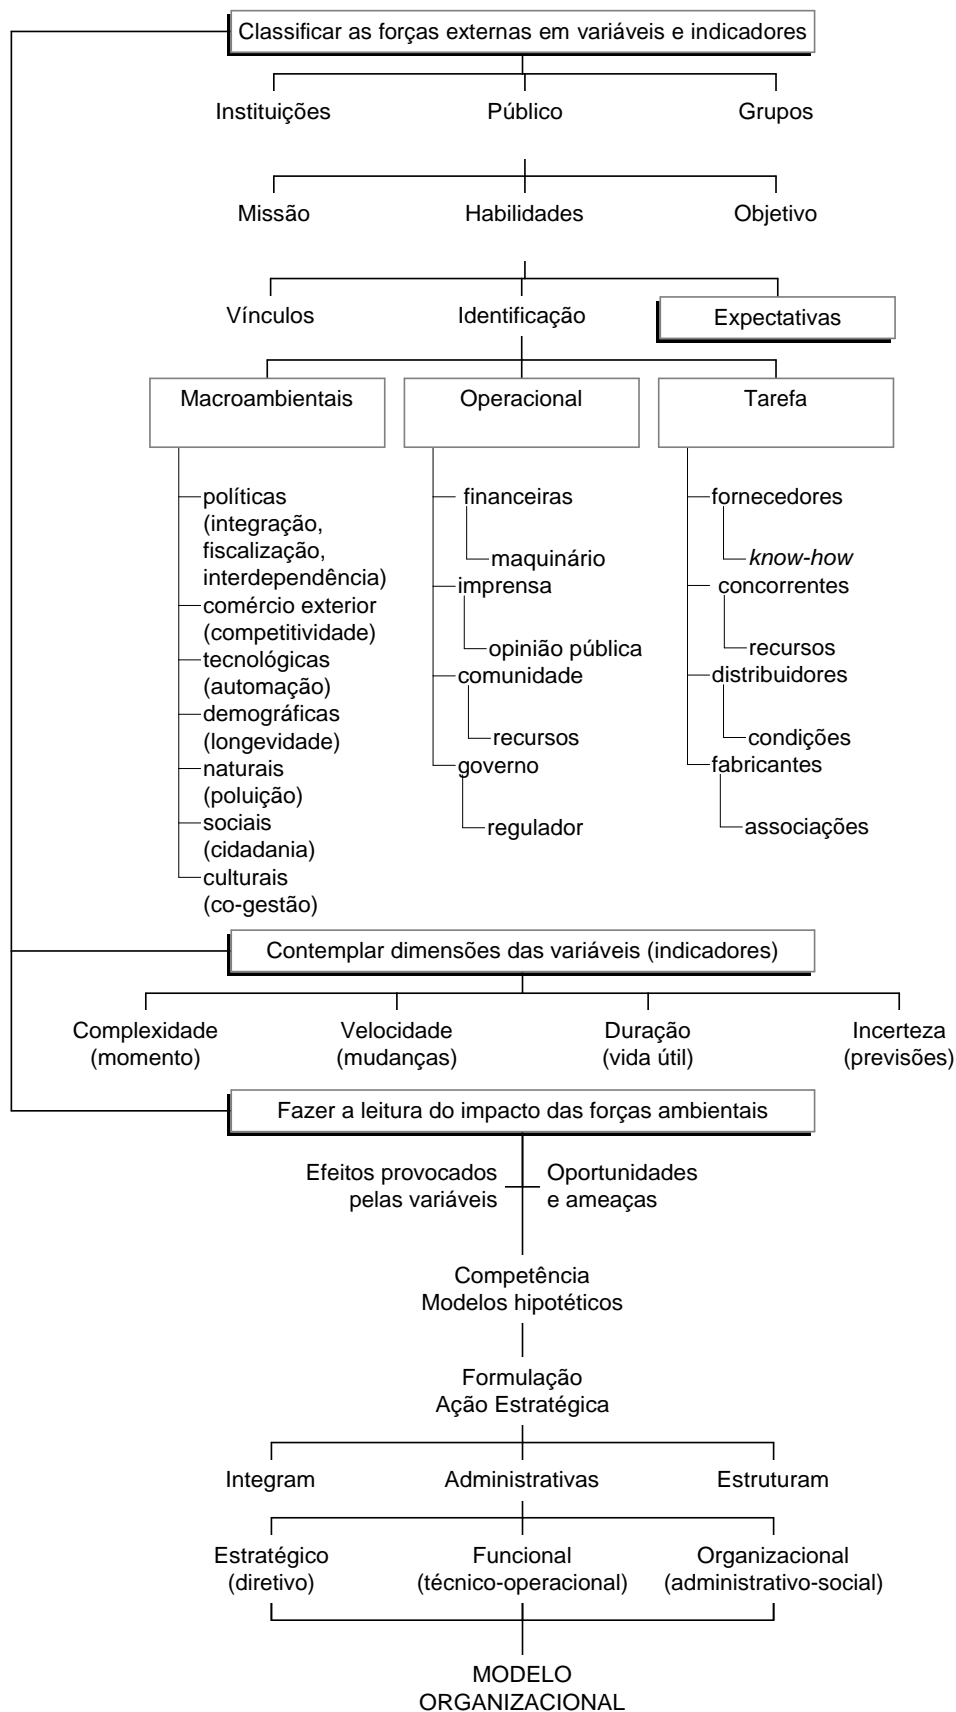 Classificar as forças externas em variáveis e indicadores
Instituições
Público
Grupos
Missão
Habilidades
Objetivo
Vínculos
Identificação
Expectativas
Macroambientais
Operacional
Tarefa
políticas
(integração,
fiscalização,
interdependência)
comércio exterior
(competitividade)
tecnológicas
(automação)
demográficas
(longevidade)
naturais
(poluição)
sociais
(cidadania)
culturais
(co-gestão)
financeiras
maquinário
imprensa
opinião pública
comunidade
recursos
governo
regulador
fornecedores
know-how
concorrentes
recursos
distribuidores
condições
fabricantes
associações
Contemplar dimensões das variáveis (indicadores)
Complexidade
(momento)
Velocidade
(mudanças)
Duração
(vida útil)
Incerteza
(previsões)
Fazer a leitura do impacto das forças ambientais
Efeitos provocados
pelas variáveis
Oportunidades
e ameaças
Competência
Modelos hipotéticos
Formulação
Ação Estratégica
Integram
Administrativas
Estruturam
Estratégico
(diretivo)
Funcional
(técnico-operacional)
Organizacional
(administrativo-social)
MODELO
ORGANIZACIONAL